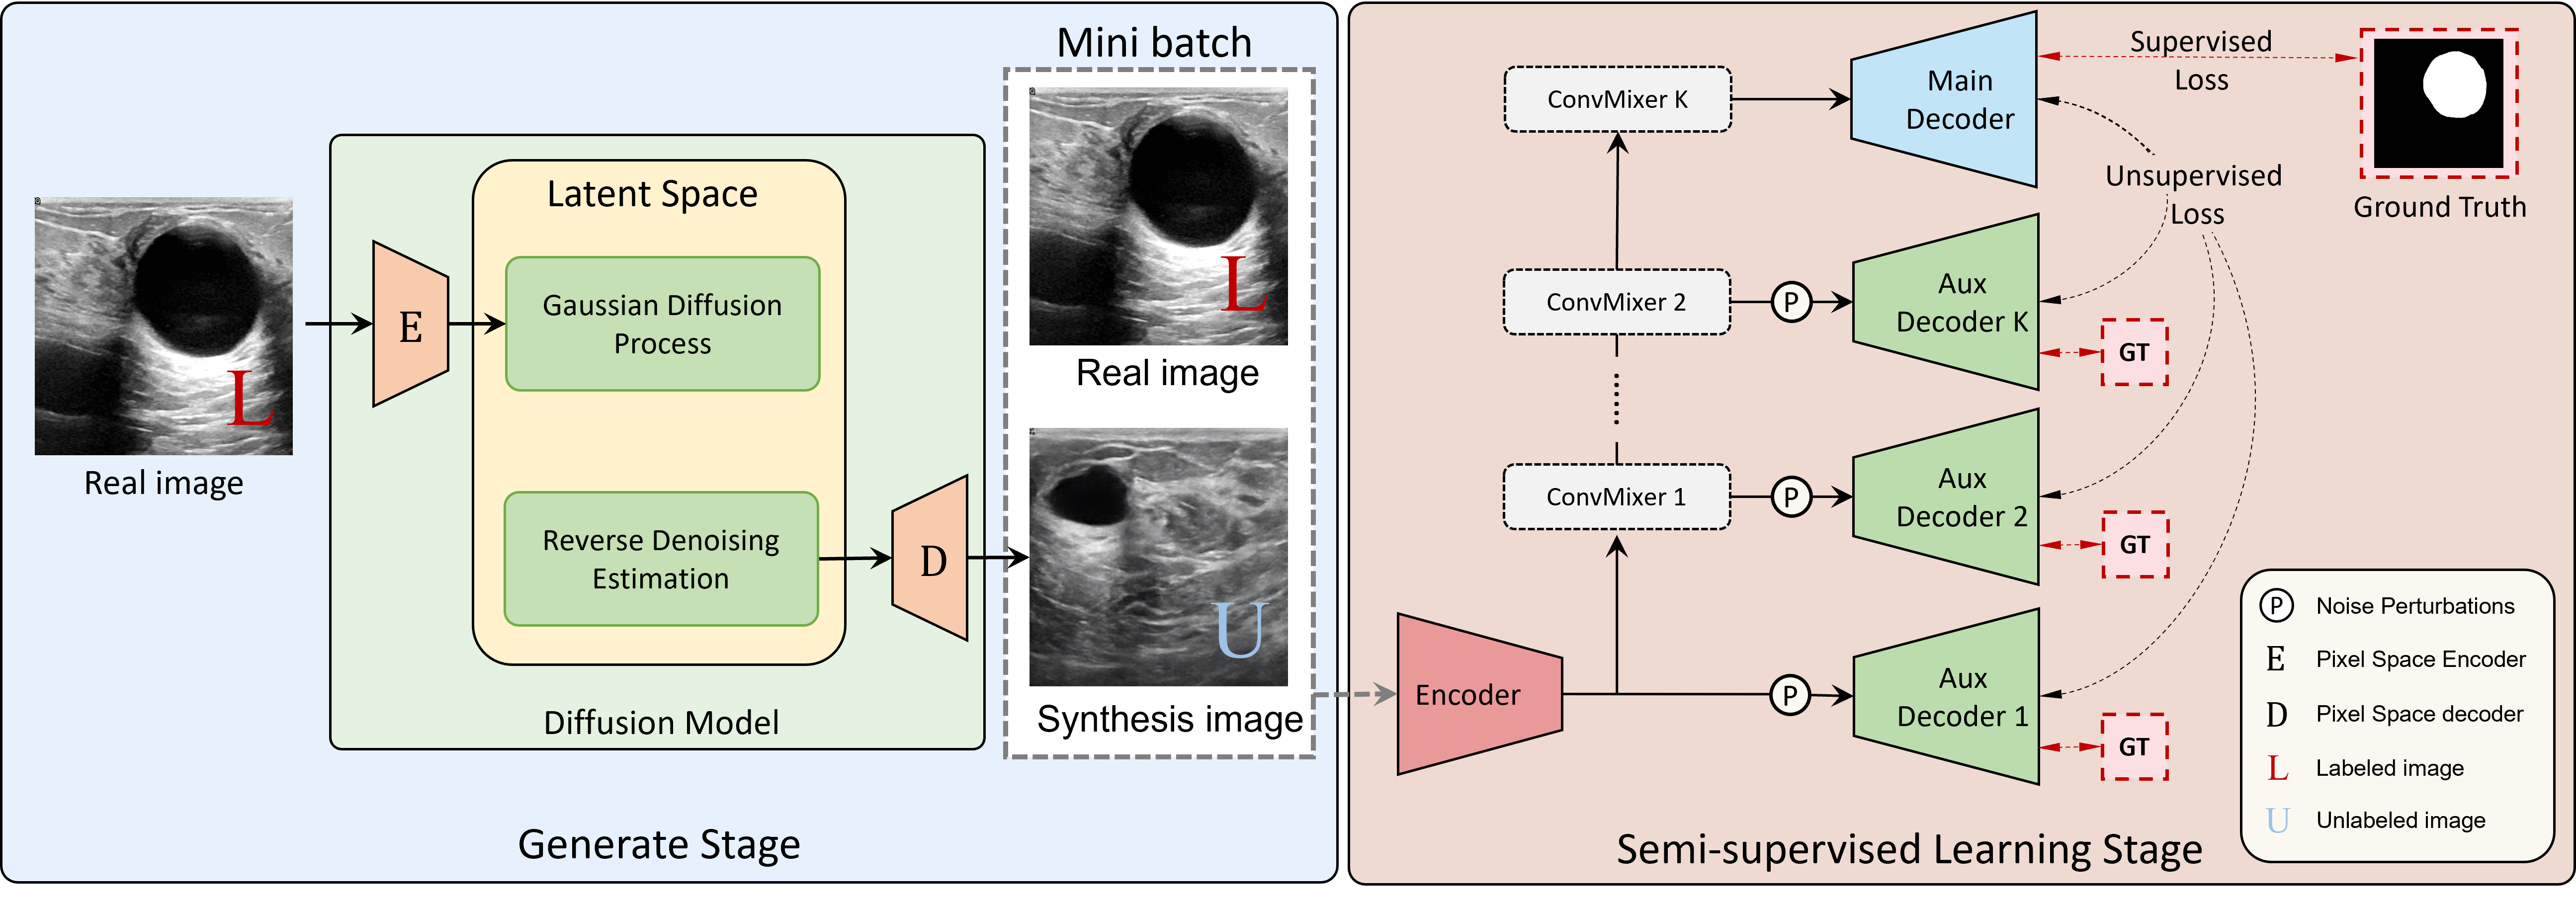 Real image
L
E
Latent Space
Gaussian Diffusion
Process
Reverse Denoising
Estimation
D
Diffusion Model
Generate Stage
Mini batch
L
Real image
U
Synthesis image
Encoder
ConvMixer K
ConvMixer 2
ConvMixer 1
P
P
P
Main
Decoder
Aux
Decoder K
Aux
Decoder 2
Aux
Decoder 1
Supervised
Loss
Unsupervised
Loss
Ground Truth
GT
GT
GT
P Noise Perturbations
E Pixel Space Encoder
D Pixel Space decoder
L Labeled image
U Unlabeled image
Semi-supervised Learning Stage